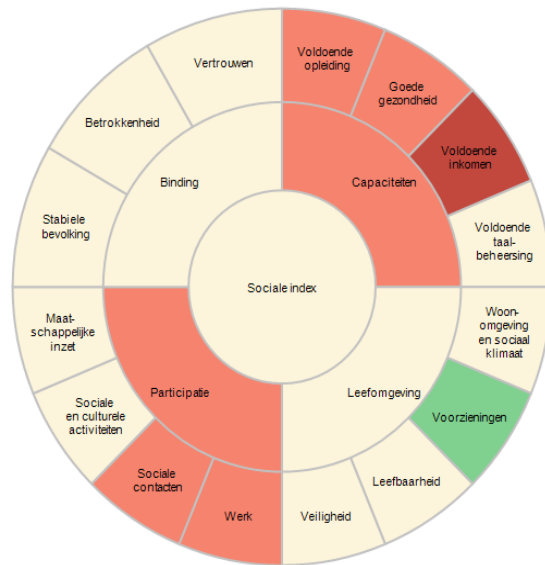 Vertrouwen
Voldoende
opleiding
Goede
gezondheid
Betrokkenheid
Voldoende
inkomen
Binding
Capaciteiten
Stabiele
bevolking
Voldoende
taal-
beheersing
Sociale index
Maat-
schappelijke
inzet
Woon-
omgeving
en sociaal
klimaat
Participatie
Leefomgeving
Sociale
en culturele
activiteiten
Voorzieningen
Sociale
contacten
Leefbaarheid
Werk
Veiligheid